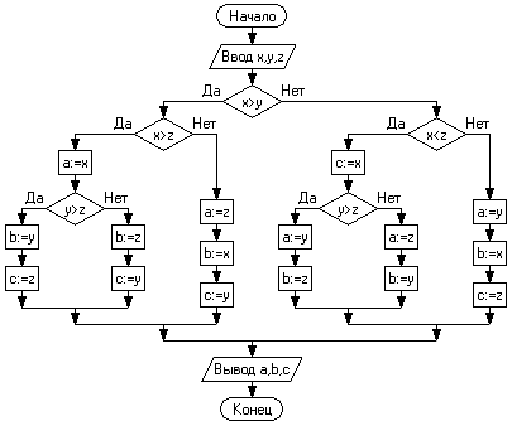 Начало
Ввод x,y,z
Да
x>y
Нет
Да
x>z
Нет
Да
x<z
Нет
a:=x
c:=x
Да
y>z
Нет
Да
y>z
Нет
a:=z
a:=y
b:=y
b:=z
a:=y
a:=z
b:=x
b:=x
c:=z
c:=y
b:=z
b:=y
c:=y
c:=z
Вывод a,b,c
Конец